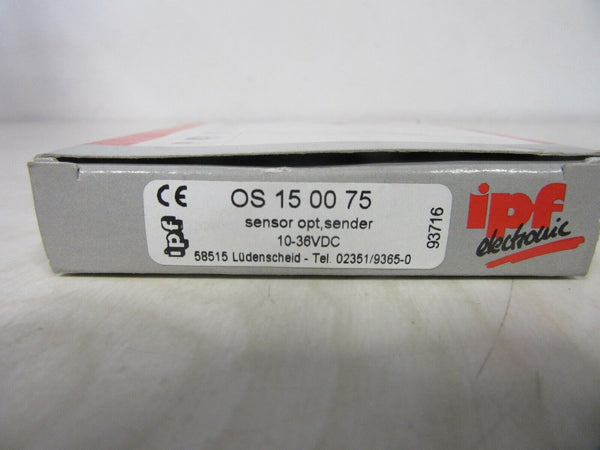 CE
ipf
OS 15 00 75
sensor opt,sender
10-36VDC
58515 Lüdenscheid - Tel. 02351/9365-0
93716
ipf
electronic